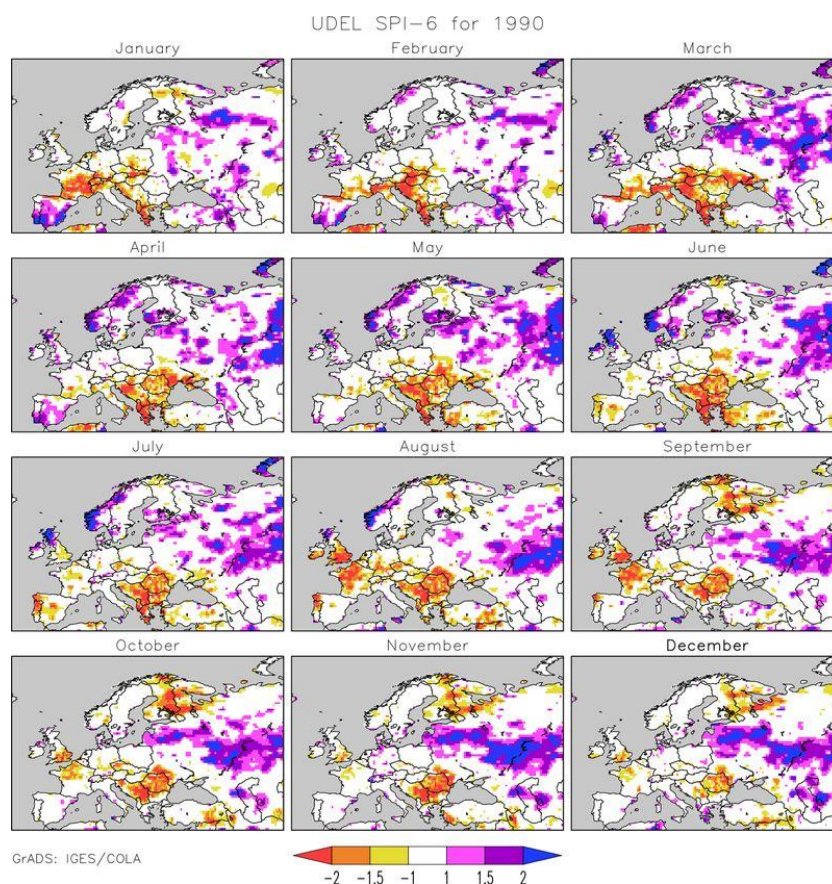 UDEL SPI-6 for 1990
January February March
April May June
July August September
October November December
GrADS: IGES/COLA
-2 -1.5 -1 1 1.5 2